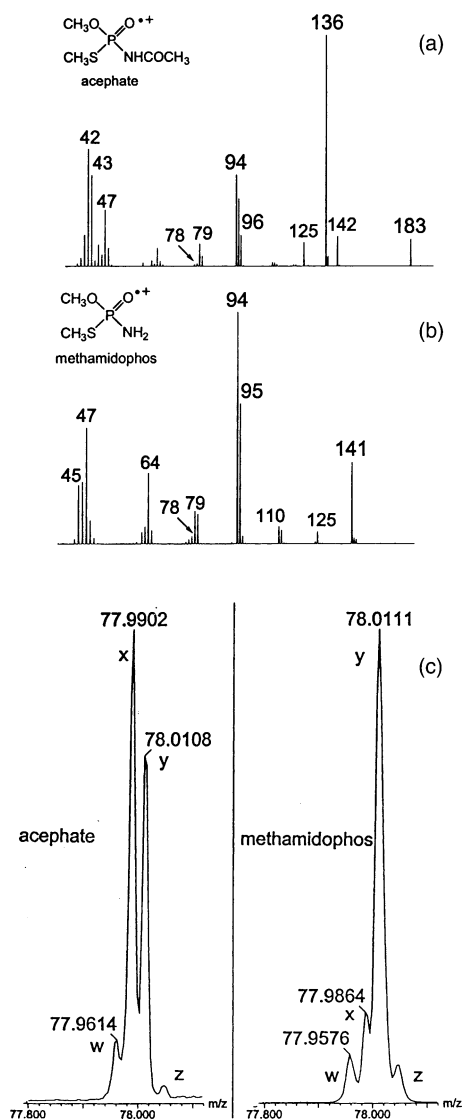 CH₃O
O•+
P
(a)
CH₃S
NHCOCH₃
acephate
136
42
43
47
78
79
94
96
125
142
183
CH₃O
O•+
P
(b)
CH₃S
NH₂
methamidophos
94
95
47
45
64
78
79
110
125
141
77.9902
78.0111
x
y
(c)
78.0108
y
acephate
methamidophos
77.9864
77.9614
x
77.9576
w
z
w
z
77.800
78.000
m/z
77.800
78.000
m/z